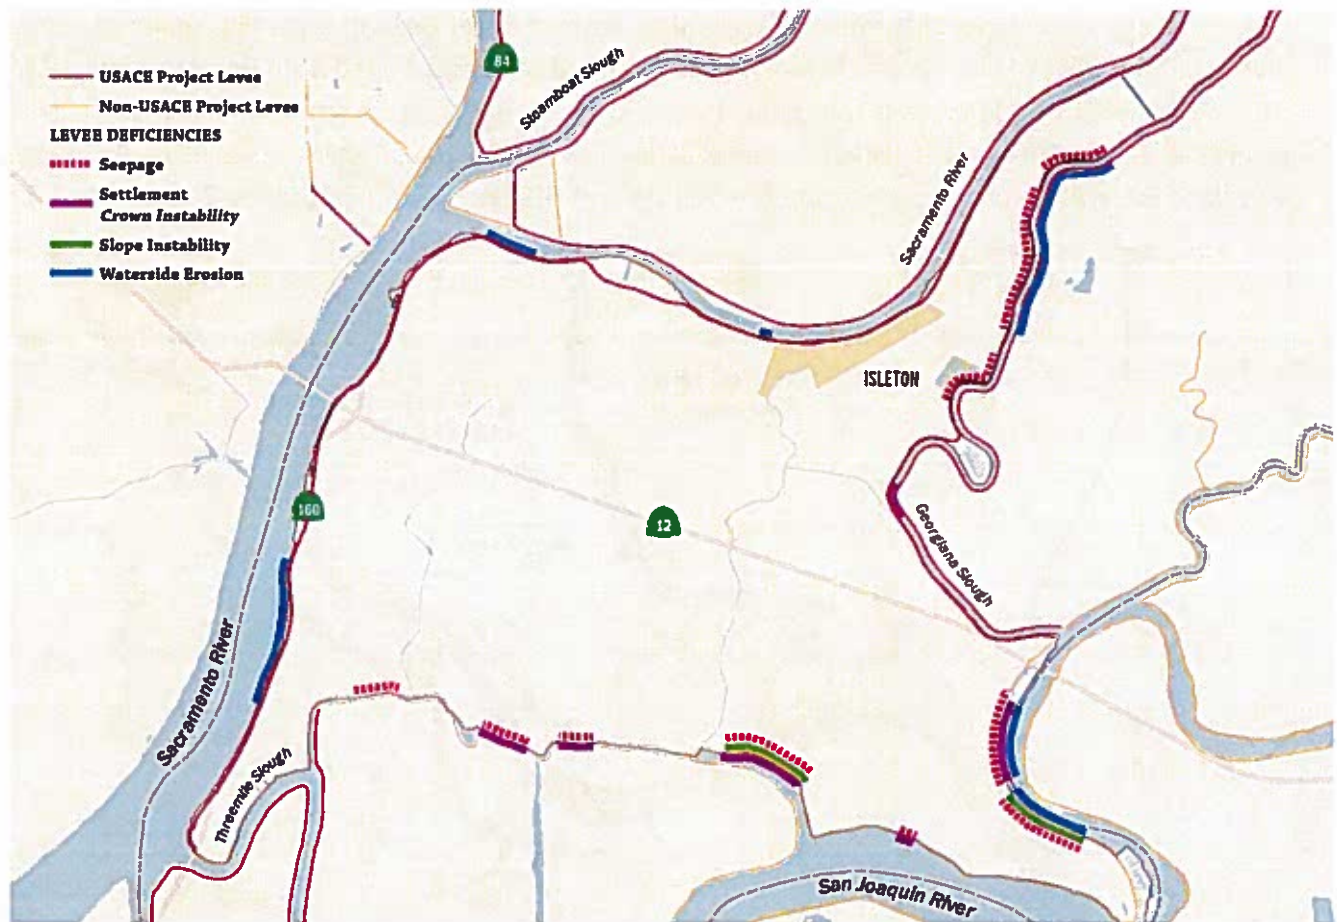 USACE Project Levee
Non-USACE Project Levee
LEVEE DEFICIENCIES
Seepage
Settlement
Crown Instability
Slope Instability
Waterside Erosion
84
Steamboat Slough
Sacramento River
ISLETON
160
12
Georgiana Slough
Sacramento River
Threemile Slough
San Joaquin River